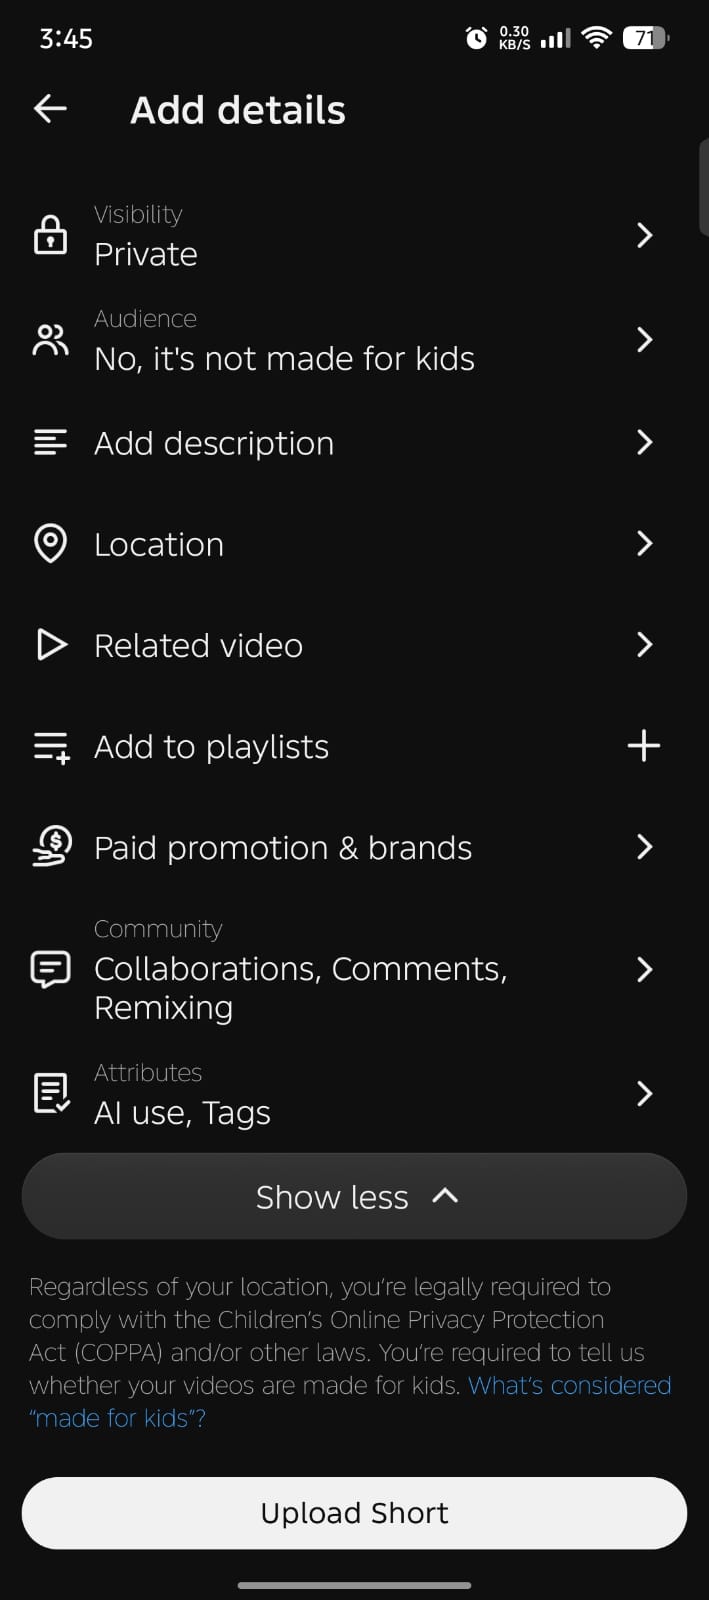 3:45
0.30
KB/S
71
Add details
Visibility
Private
Audience
No, it's not made for kids
Add description
Location
Related video
Add to playlists
Paid promotion & brands
Community
Collaborations, Comments,
Remixing
Attributes
AI use, Tags
Show less
Regardless of your location, you're legally required to
comply with the Children's Online Privacy Protection
Act (COPPA) and/or other laws. You're required to tell us
whether your videos are made for kids. What's considered
“made for kids”?
Upload Short